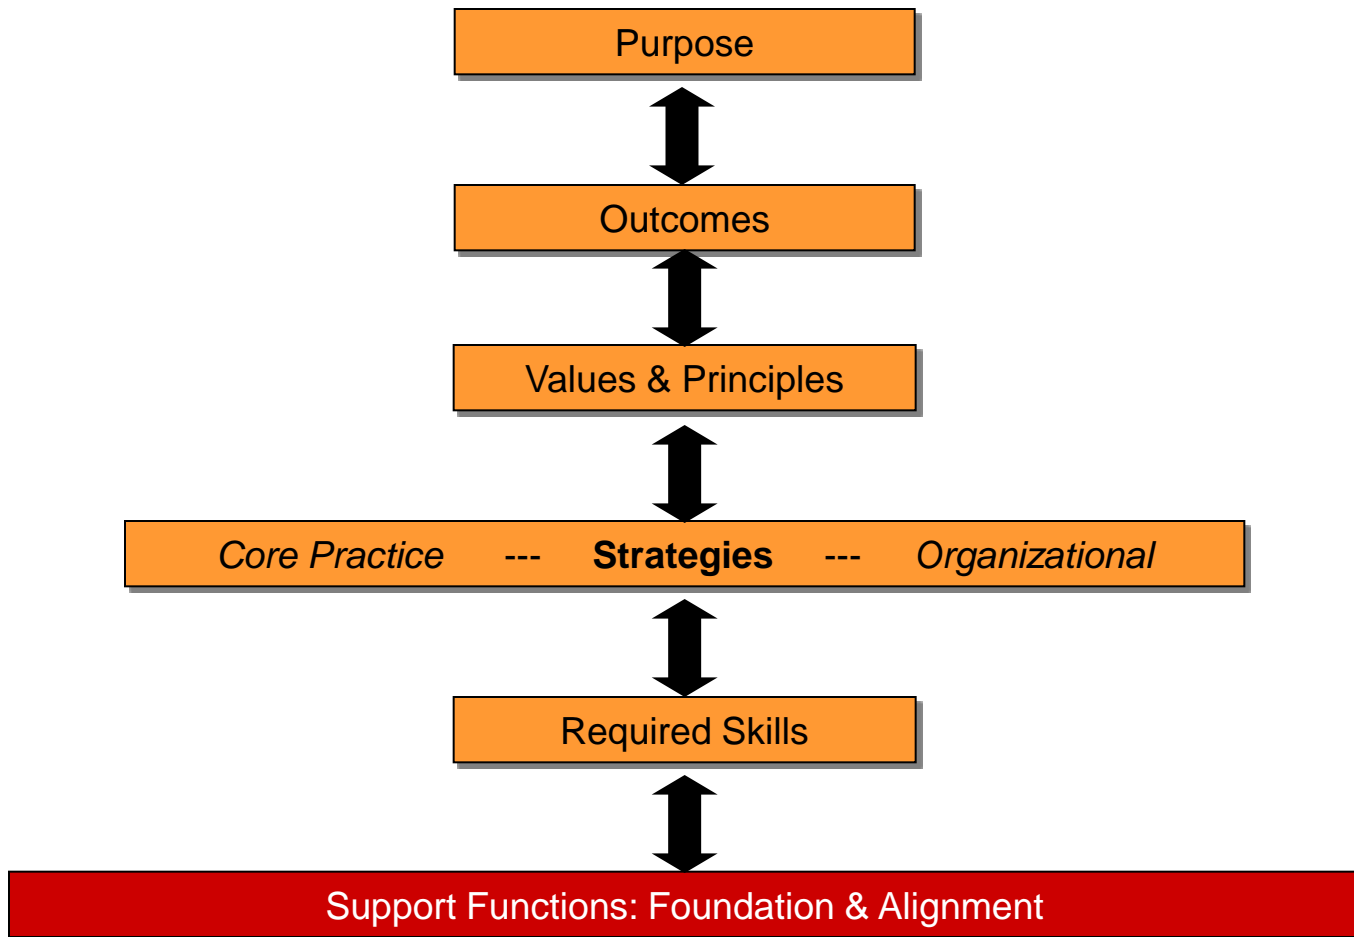 Purpose
Outcomes
Values & Principles
Core Practice --- Strategies --- Organizational
Required Skills
Support Functions: Foundation & Alignment